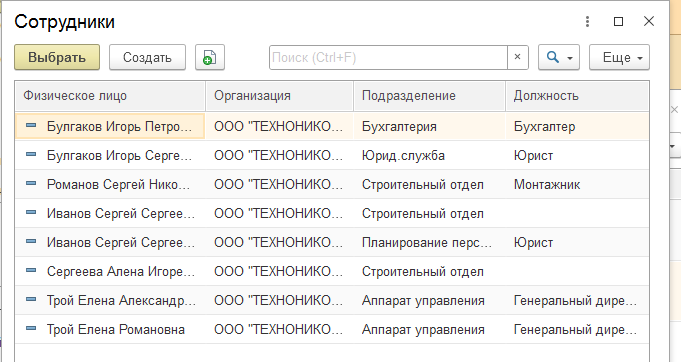 Сотрудники
Выбрать Создать Поиск (Ctrl+F) × Еще
Физическое лицо Организация Подразделение Должность
Булгаков Игорь Петро... ООО "ТЕХНОНИКО... Бухгалтерия Бухгалтер
Булгаков Игорь Серге... ООО "ТЕХНОНИКО... Юрид.служба Юрист
Романов Сергей Нико... ООО "ТЕХНОНИКО... Строительный отдел Монтажник
Иванов Сергей Сергее... ООО "ТЕХНОНИКО... Строительный отдел
Иванов Сергей Сергее... ООО "ТЕХНОНИКО... Планирование перс... Юрист
Сергеева Алена Игоре... ООО "ТЕХНОНИКО... Строительный отдел
Трой Елена Александр... ООО "ТЕХНОНИКО... Аппарат управления Генеральный дире...
Трой Елена Романовна ООО "ТЕХНОНИКО... Аппарат управления Генеральный дире...